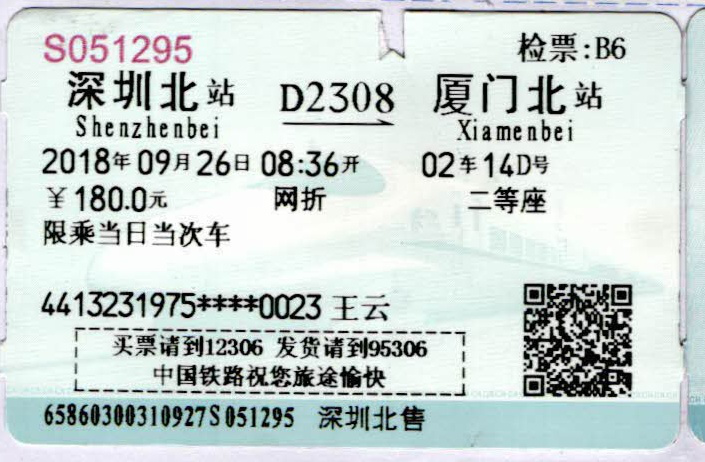 S051295 检票:B6
深圳北站 D2308 厦门北站
Shenzhenbei Xiamenbei
2018年09月26日 08:36开 02车14D号
￥180.0元 网折 二等座
限乘当日当次车
4413231975****0023 王云
买票请到12306 发货请到95306
中国铁路祝您旅途愉快
65860300310927S051295 深圳北售